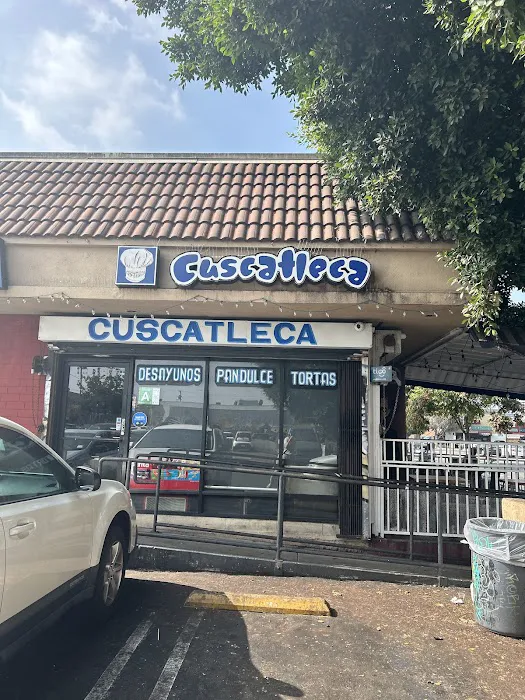 Cuscatleca
CUSCATLECA
DESAYUNOS PANDULCE TORTAS
A